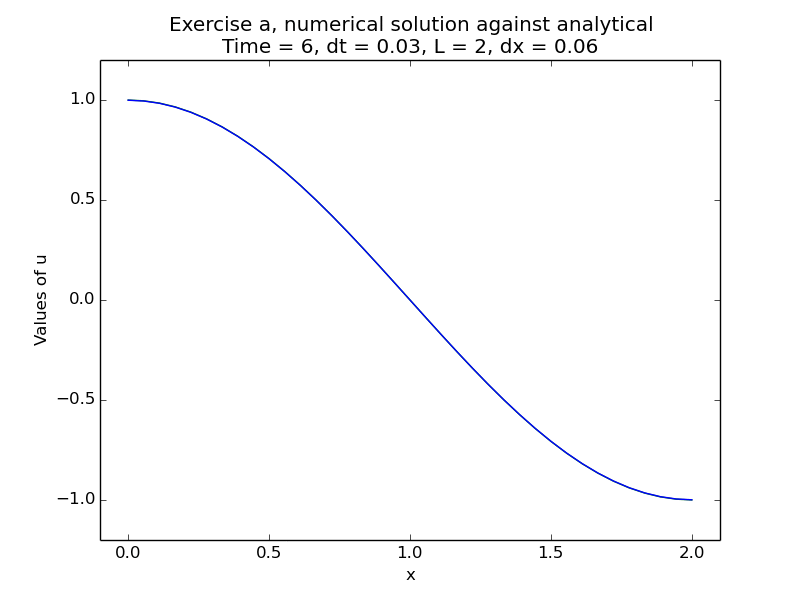 Exercise a, numerical solution against analytical
Time = 6, dt = 0.03, L = 2, dx = 0.06
1.0
0.5
0.0
−0.5
−1.0
Values of u
0.0 0.5 1.0 1.5 2.0
x